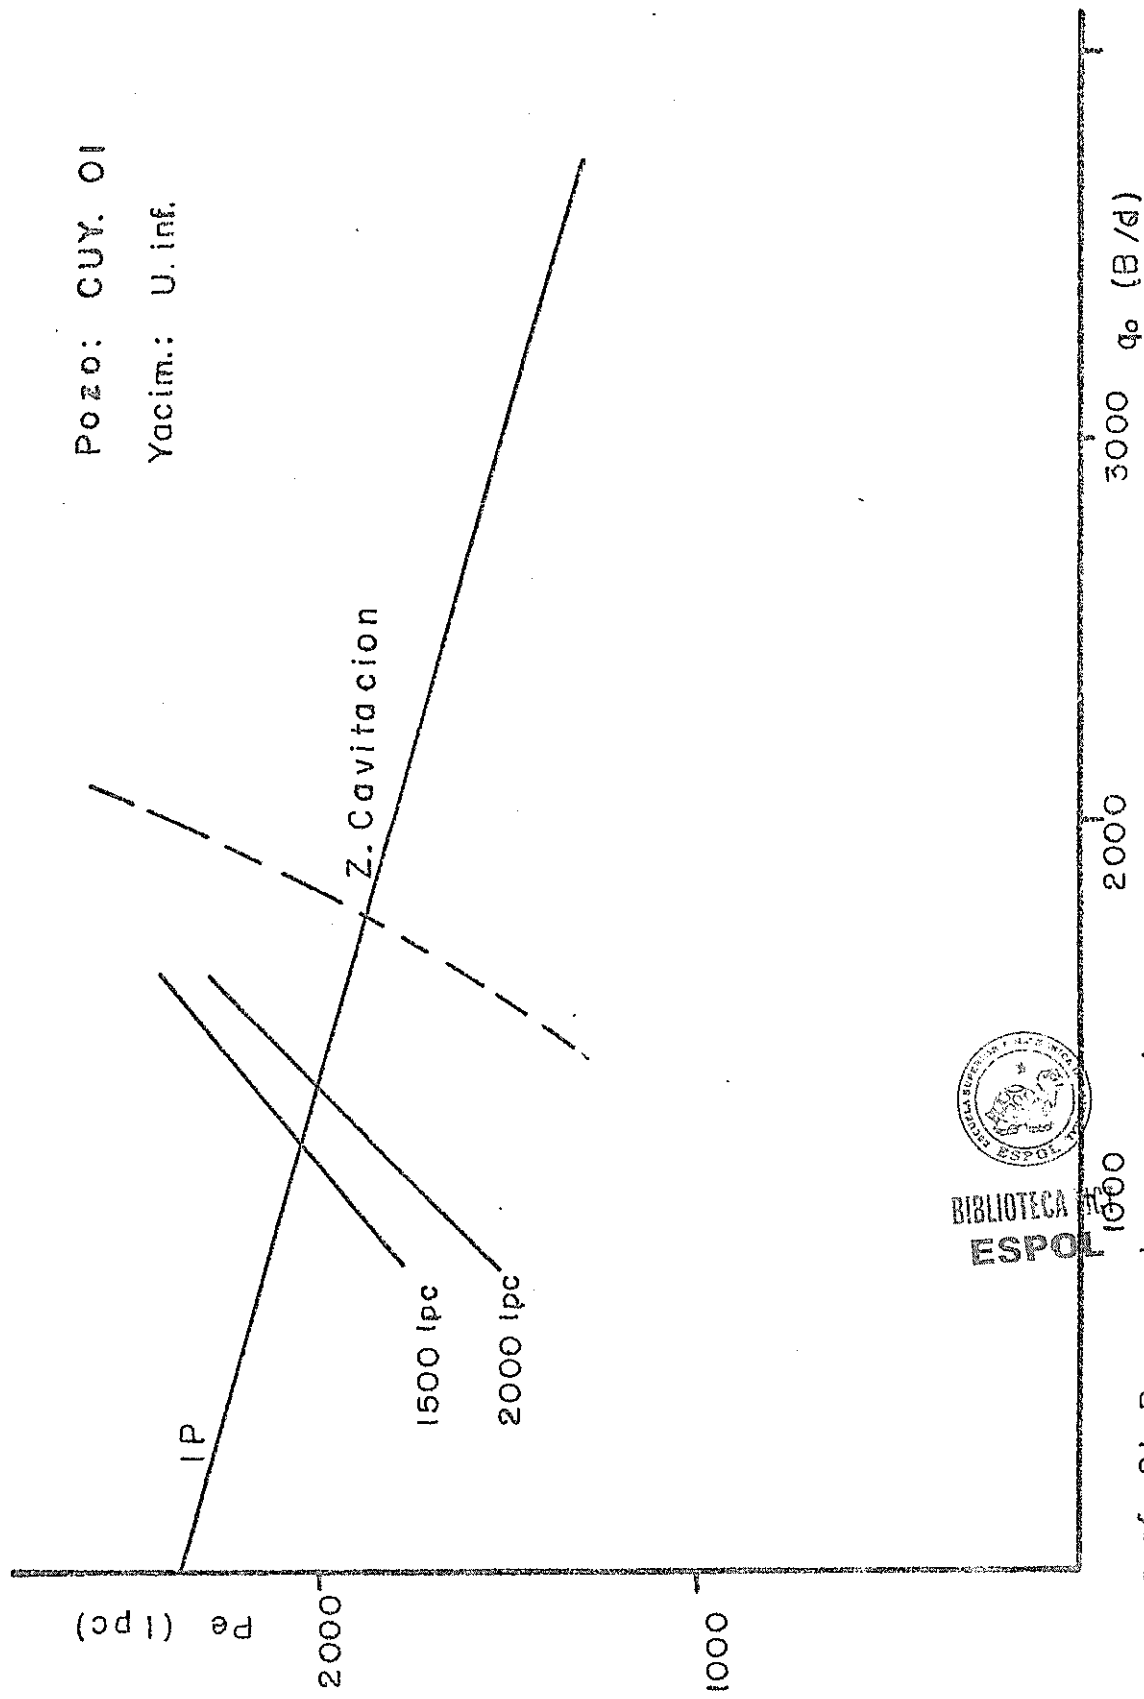 Pozo: CUY. 01
Yacim.: U. inf.
Pe (lpc)
2000
1000
IP
Z. Cavitacion
1500 lpc
2000 lpc
1000
2000
3000
qo (B/d)
ESPOL
BIBLIOTECA
ESPOL